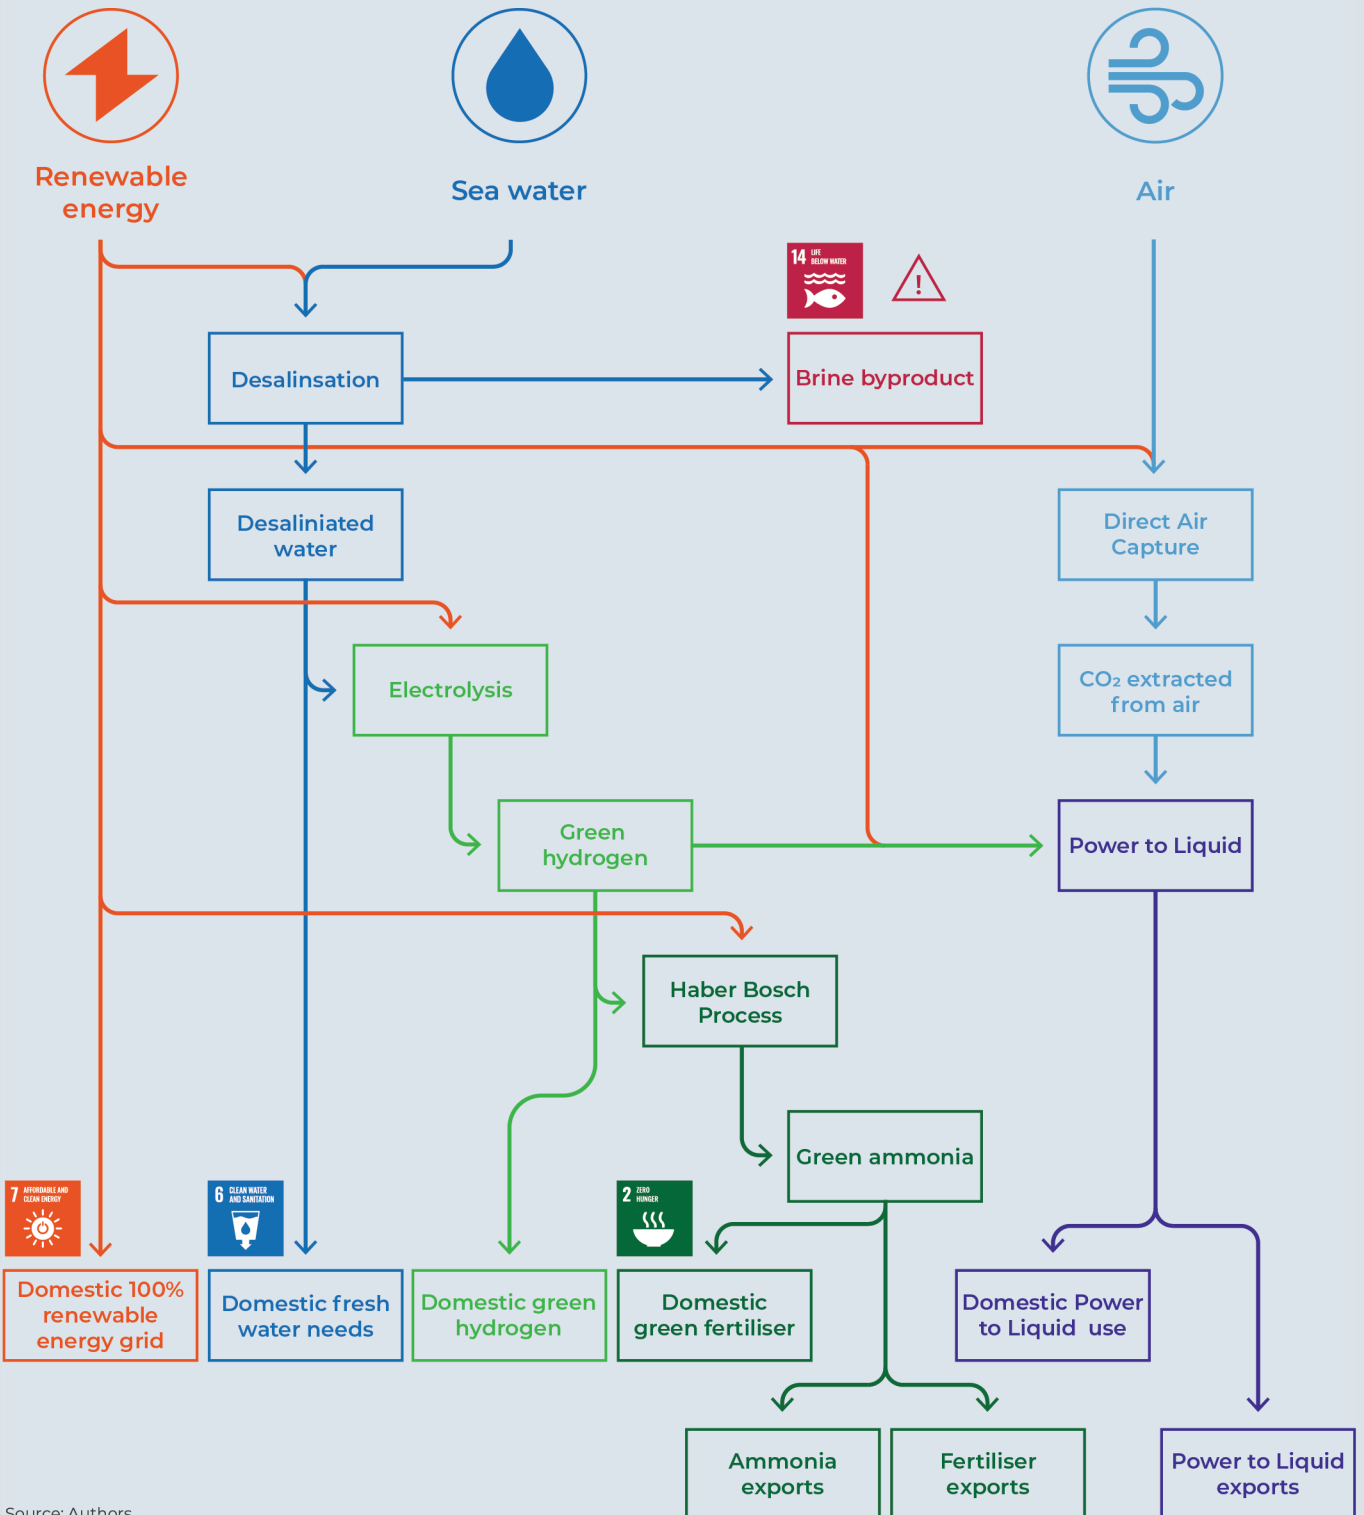 Renewable
energy
Sea water
Air
14 LIFE
BELOW WATER
!
Desalinsation
Brine byproduct
Desaliniated
water
Direct Air
Capture
Electrolysis
CO₂ extracted
from air
Green
hydrogen
Power to Liquid
Haber Bosch
Process
Green ammonia
7 AFFORDABLE AND
CLEAN ENERGY
6 CLEAN WATER
AND SANITATION
2 ZERO
HUNGER
Domestic 100%
renewable
energy grid
Domestic fresh
water needs
Domestic green
hydrogen
Domestic
green fertiliser
Domestic Power
to Liquid use
Ammonia
exports
Fertiliser
exports
Power to Liquid
exports
Source: Authors